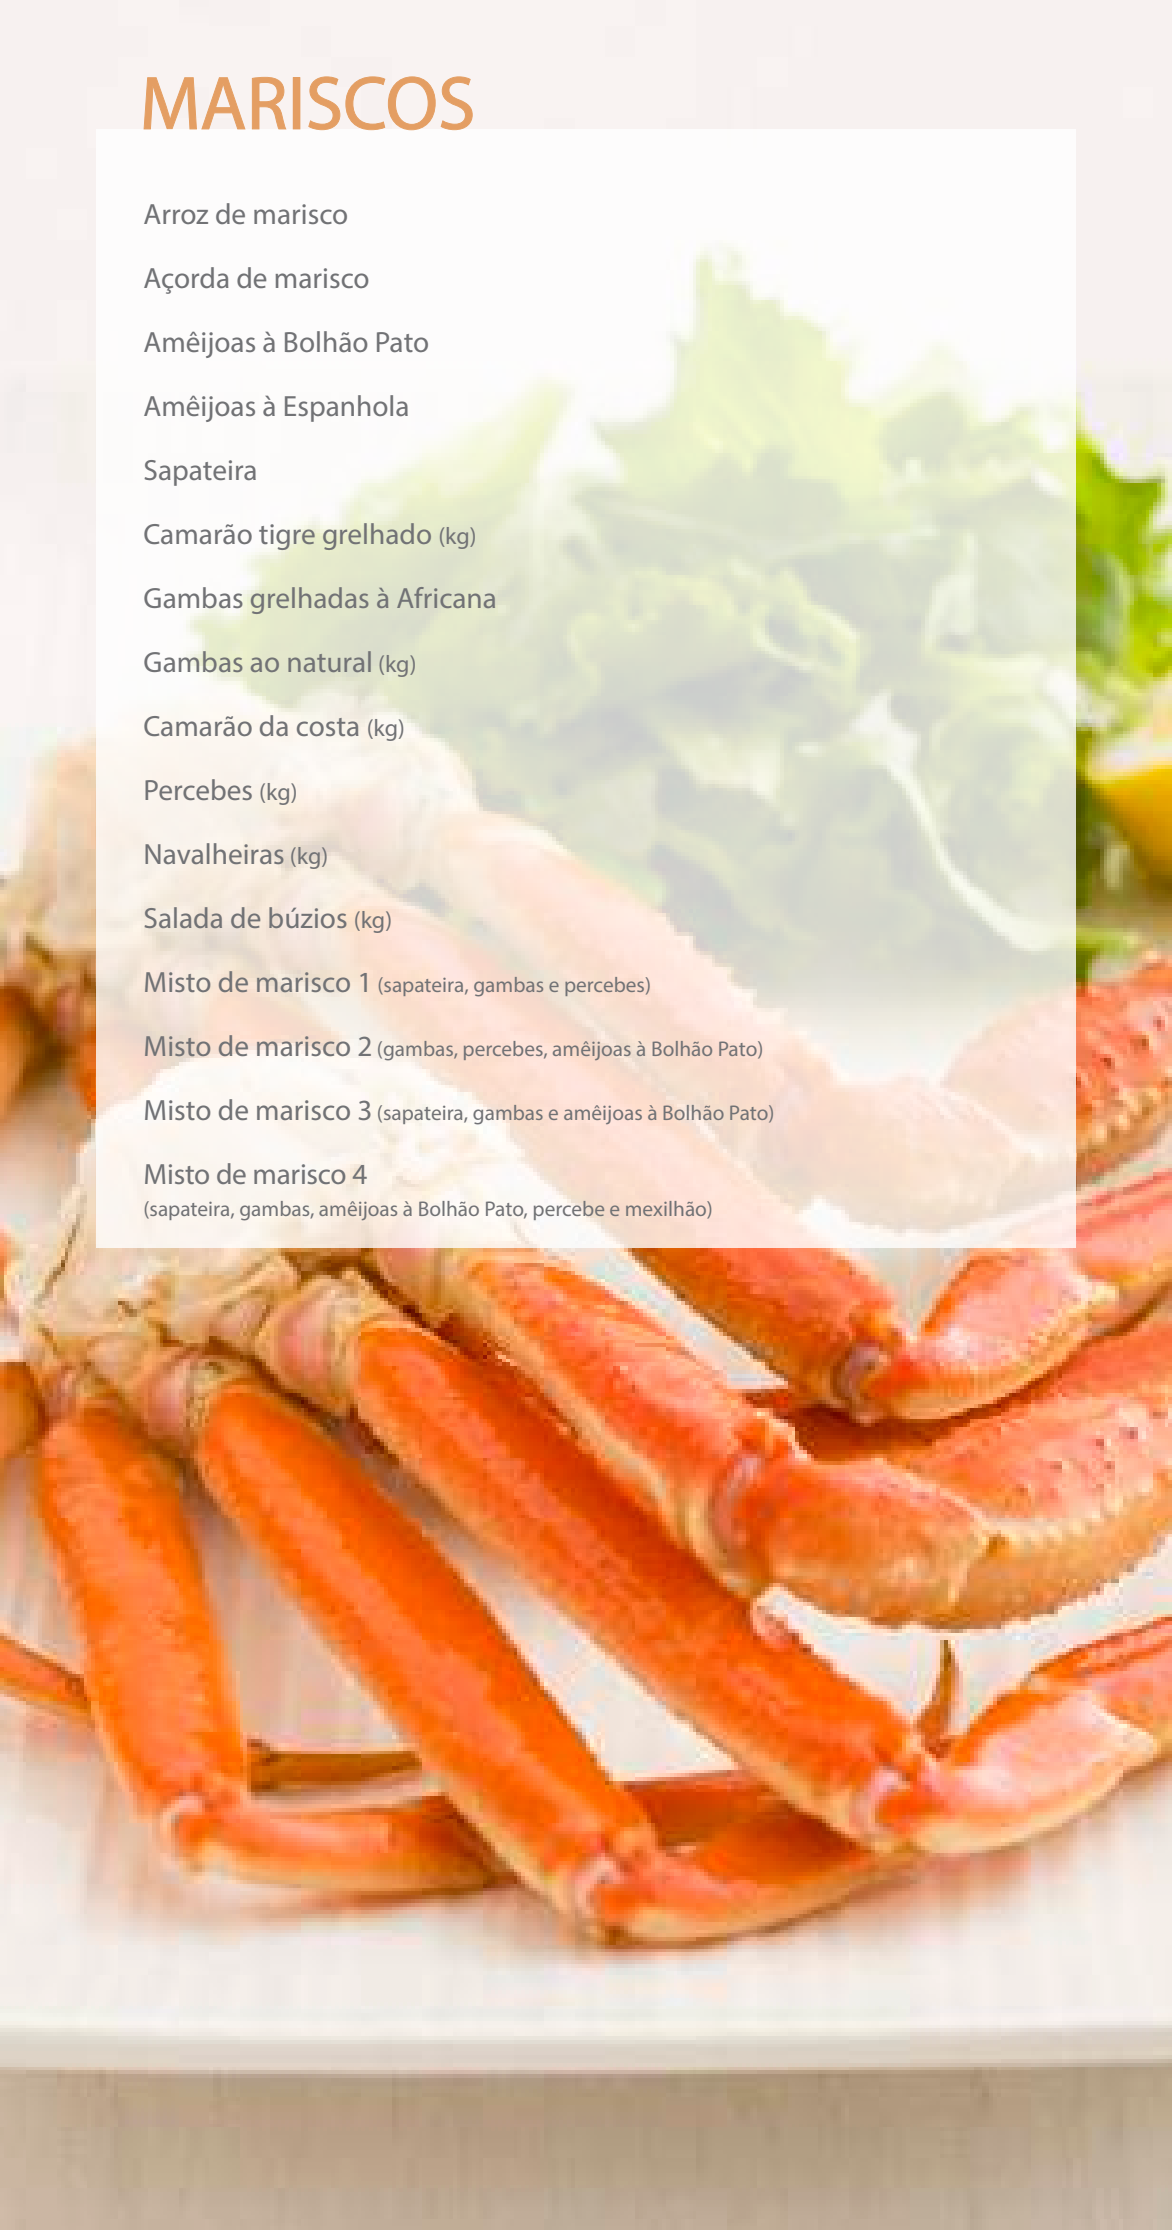 MARISCOS
Arroz de marisco
Açorda de marisco
Amêijoas à Bolhão Pato
Amêijoas à Espanhola
Sapateira
Camarão tigre grelhado (kg)
Gambas grelhadas à Africana
Gambas ao natural (kg)
Camarão da costa (kg)
Percebes (kg)
Navalheiras (kg)
Salada de búzios (kg)
Misto de marisco 1 (sapateira, gambas e percebes)
Misto de marisco 2 (gambas, percebes, amêijoas à Bolhão Pato)
Misto de marisco 3 (sapateira, gambas e amêijoas à Bolhão Pato)
Misto de marisco 4
(sapateira, gambas, amêijoas à Bolhão Pato, percebe e mexilhão)